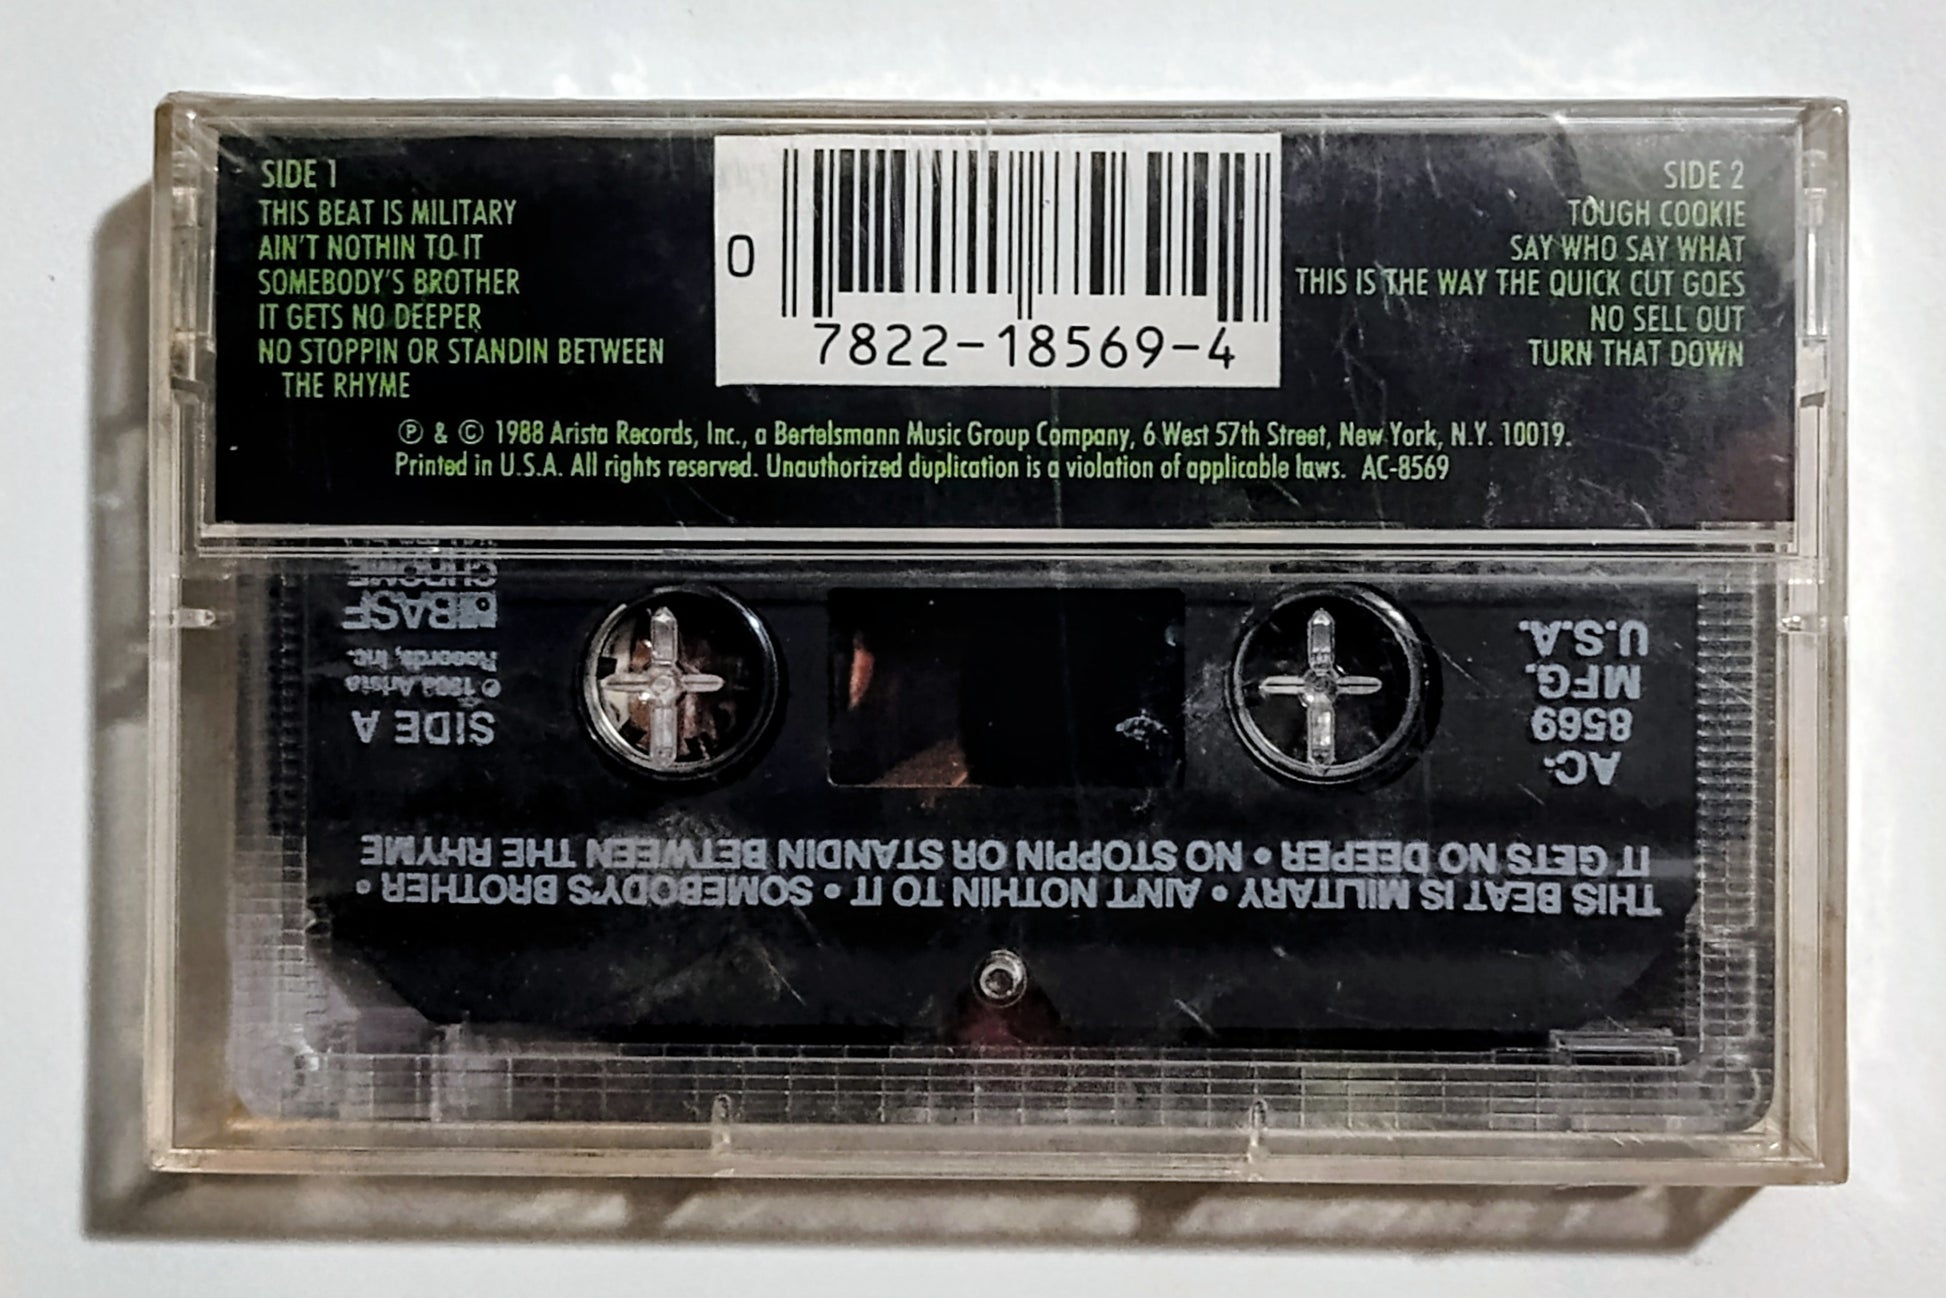 SIDE 1
THIS BEAT IS MILITARY
AIN'T NOTHIN TO IT
SOMEBODY'S BROTHER
IT GETS NO DEEPER
NO STOPPIN OR STANDIN BETWEEN
THE RHYME
0
7822-18569-4
SIDE 2
TOUGH COOKIE
SAY WHO SAY WHAT
THIS IS THE WAY THE QUICK CUT GOES
NO SELL OUT
TURN THAT DOWN
℗ & © 1988 Arista Records, Inc., a Bertelsmann Music Group Company, 6 West 57th Street, New York, N.Y. 10019.
Printed in U.S.A. All rights reserved. Unauthorized duplication is a violation of applicable laws. AC-8569
THIS BEAT IS MILITARY • AIN'T NOTHIN TO IT • SOMEBODY'S BROTHER •
IT GETS NO DEEPER • NO STOPPIN OR STANDIN BETWEEN THE RHYME
AC-
8569
MFG.
U.S.A.
SIDE A
℗ 1988 Arista
Records, Inc.
BASF
CHROME